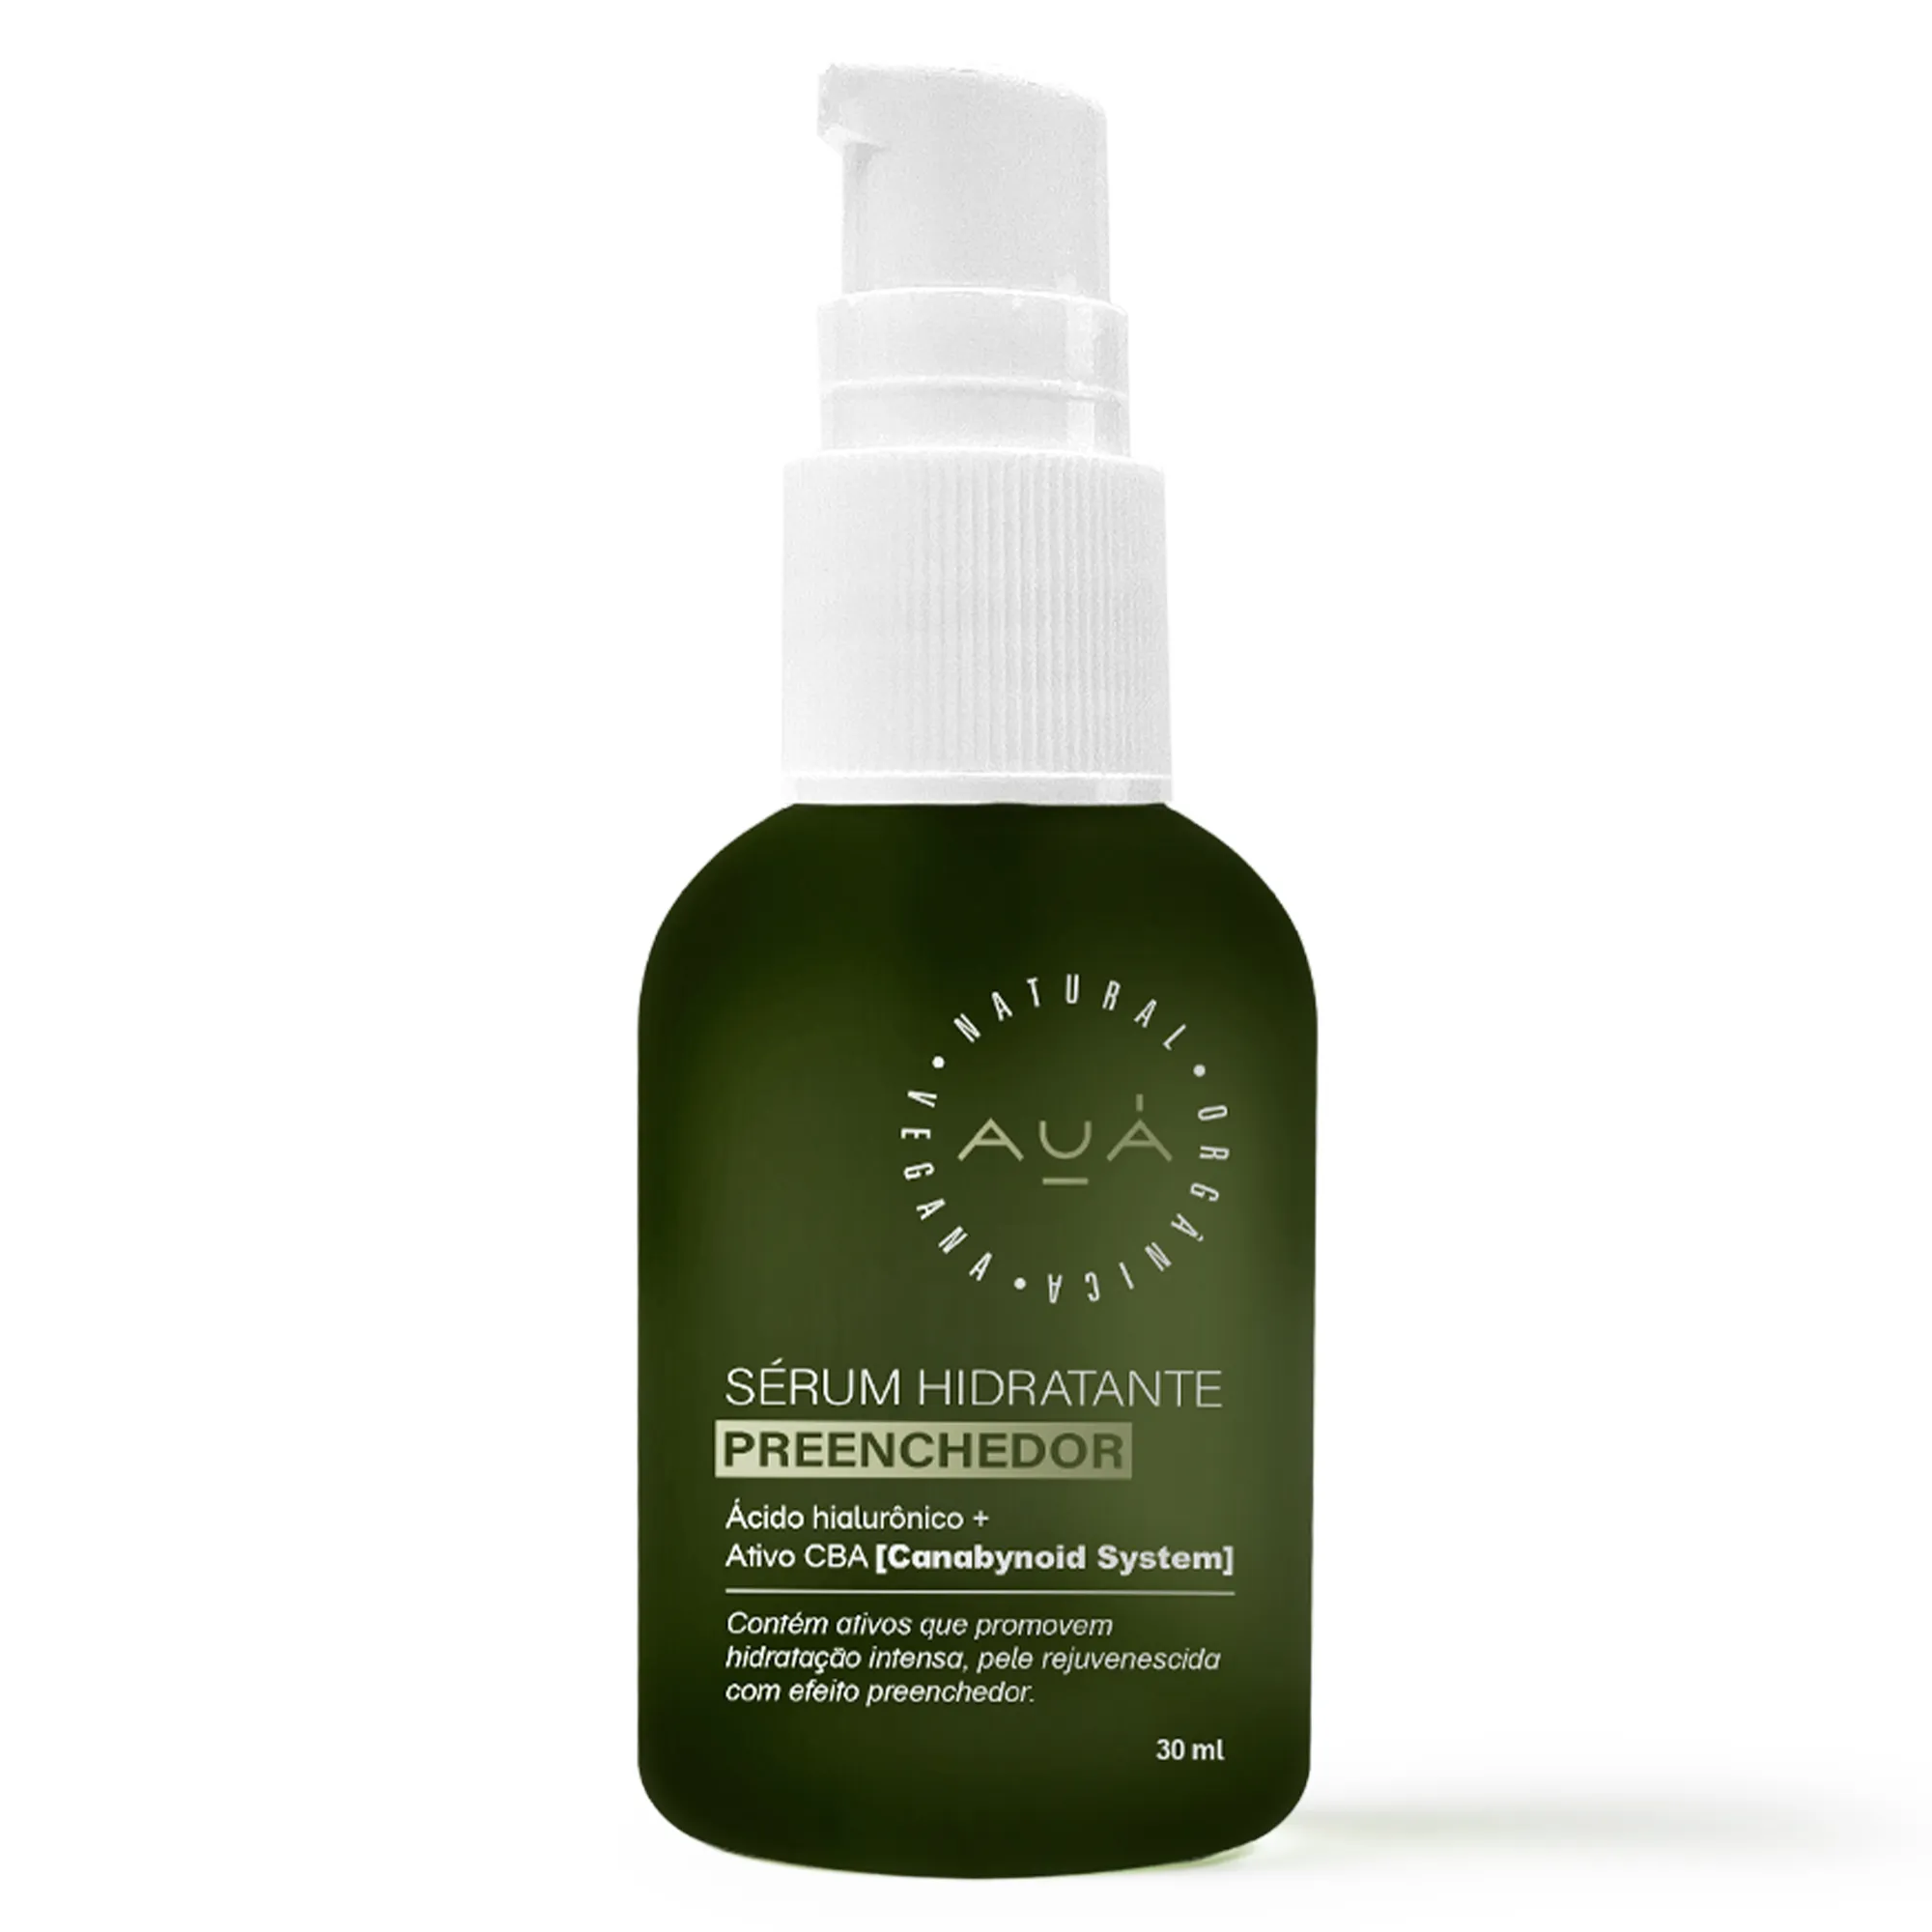 NATURAL • ORGÂNICA • VEGANA •
AUÁ
SÉRUM HIDRATANTE
PREENCHEDOR
Ácido hialurônico +
Ativo CBA [Canabynoid System]
Contém ativos que promovem
hidratação intensa, pele rejuvenescida
com efeito preenchedor.
30 ml